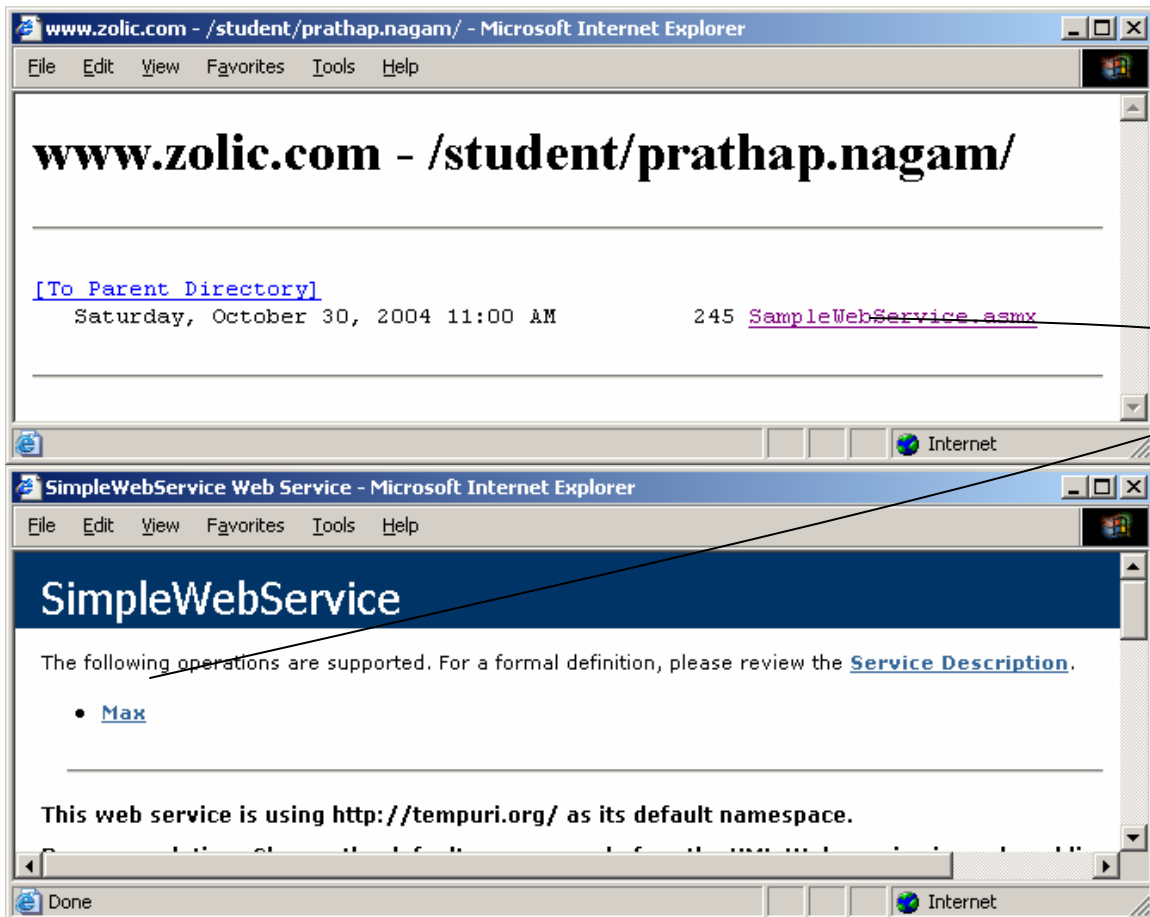 www.zolic.com - /student/prathap.nagam/ - Microsoft Internet Explorer
File Edit View Favorites Tools Help
www.zolic.com - /student/prathap.nagam/
[To Parent Directory]
Saturday, October 30, 2004 11:00 AM 245 SampleWebService.asmx
Internet
SimpleWebService Web Service - Microsoft Internet Explorer
File Edit View Favorites Tools Help
SimpleWebService
The following operations are supported. For a formal definition, please review the Service Description.
• Max
This web service is using http://tempuri.org/ as its default namespace.
Done Internet